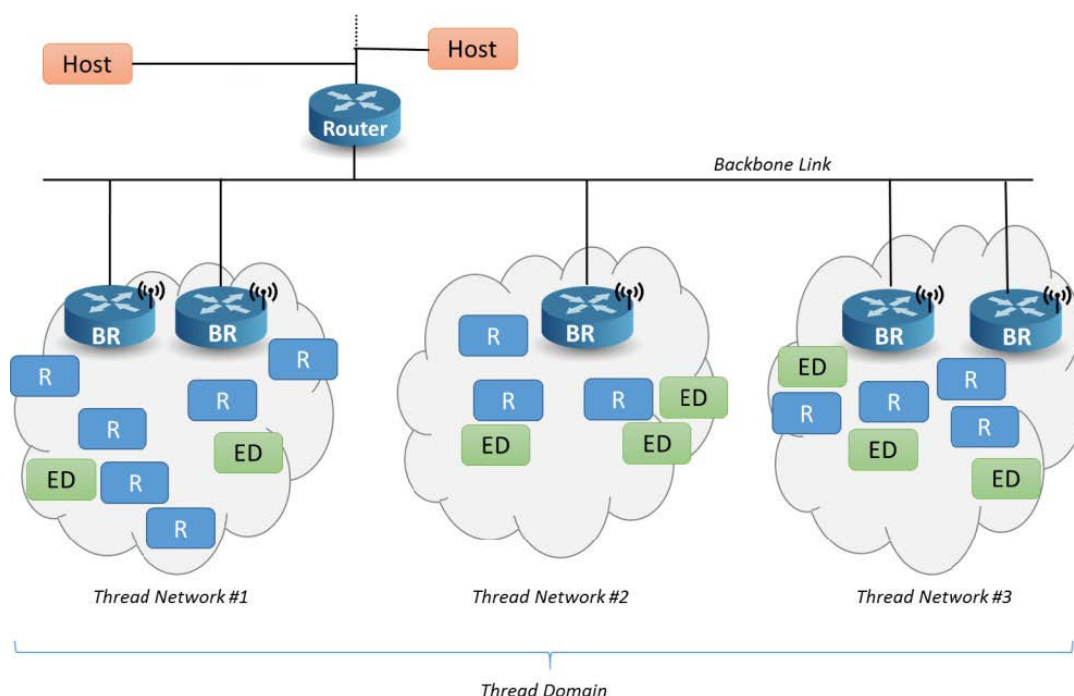 Host
Host
Router
Backbone Link
BR
BR
R
R
R
R
ED
ED
R
R
BR
R
R
R
ED
ED
ED
BR
BR
ED
R
R
R
R
ED
ED
Thread Network #1
Thread Network #2
Thread Network #3
Thread Domain